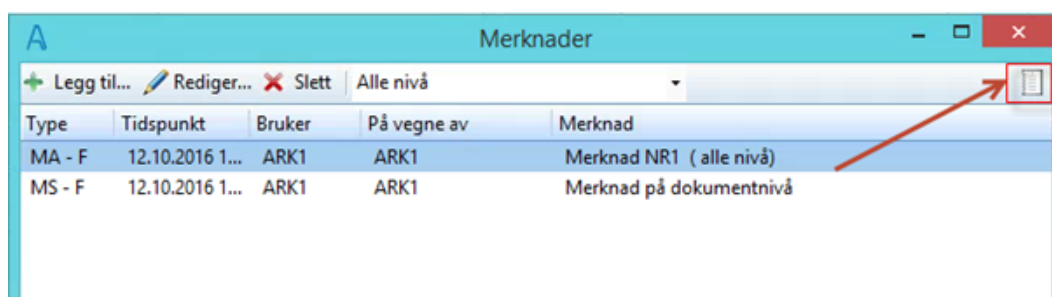 Merknader
Legg til... Rediger... Slett Alle nivå
Type Tidspunkt Bruker På vegne av Merknad
MA - F 12.10.2016 1... ARK1 ARK1 Merknad NR1 ( alle nivå)
MS - F 12.10.2016 1... ARK1 ARK1 Merknad på dokumentnivå